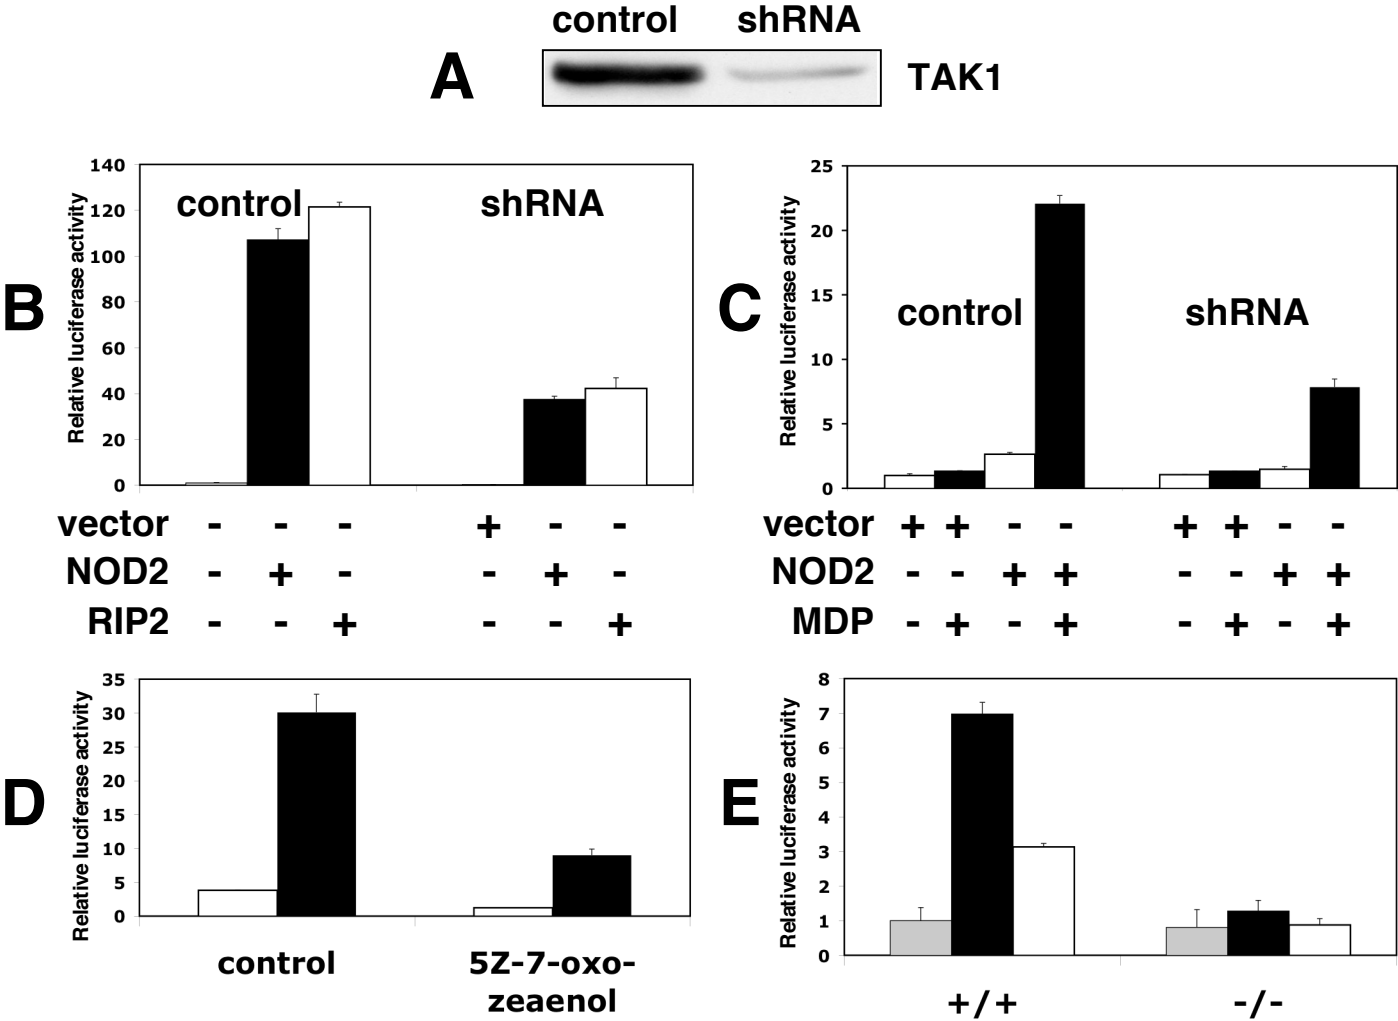 control shRNA
A TAK1
B
Relative luciferase activity
140
120
100
80
60
40
20
0
control shRNA
vector - - - + - -
NOD2 - + - - + -
RIP2 - - + - - +
C
Relative luciferase activity
25
20
15
10
5
0
control shRNA
vector + + - - + + - -
NOD2 - - + + - - + +
MDP - + - + - + - +
D
Relative luciferase activity
35
30
25
20
15
10
5
0
control 5Z-7-oxo-
zeaenol
E
Relative luciferase activity
8
7
6
5
4
3
2
1
0
+/+ -/-